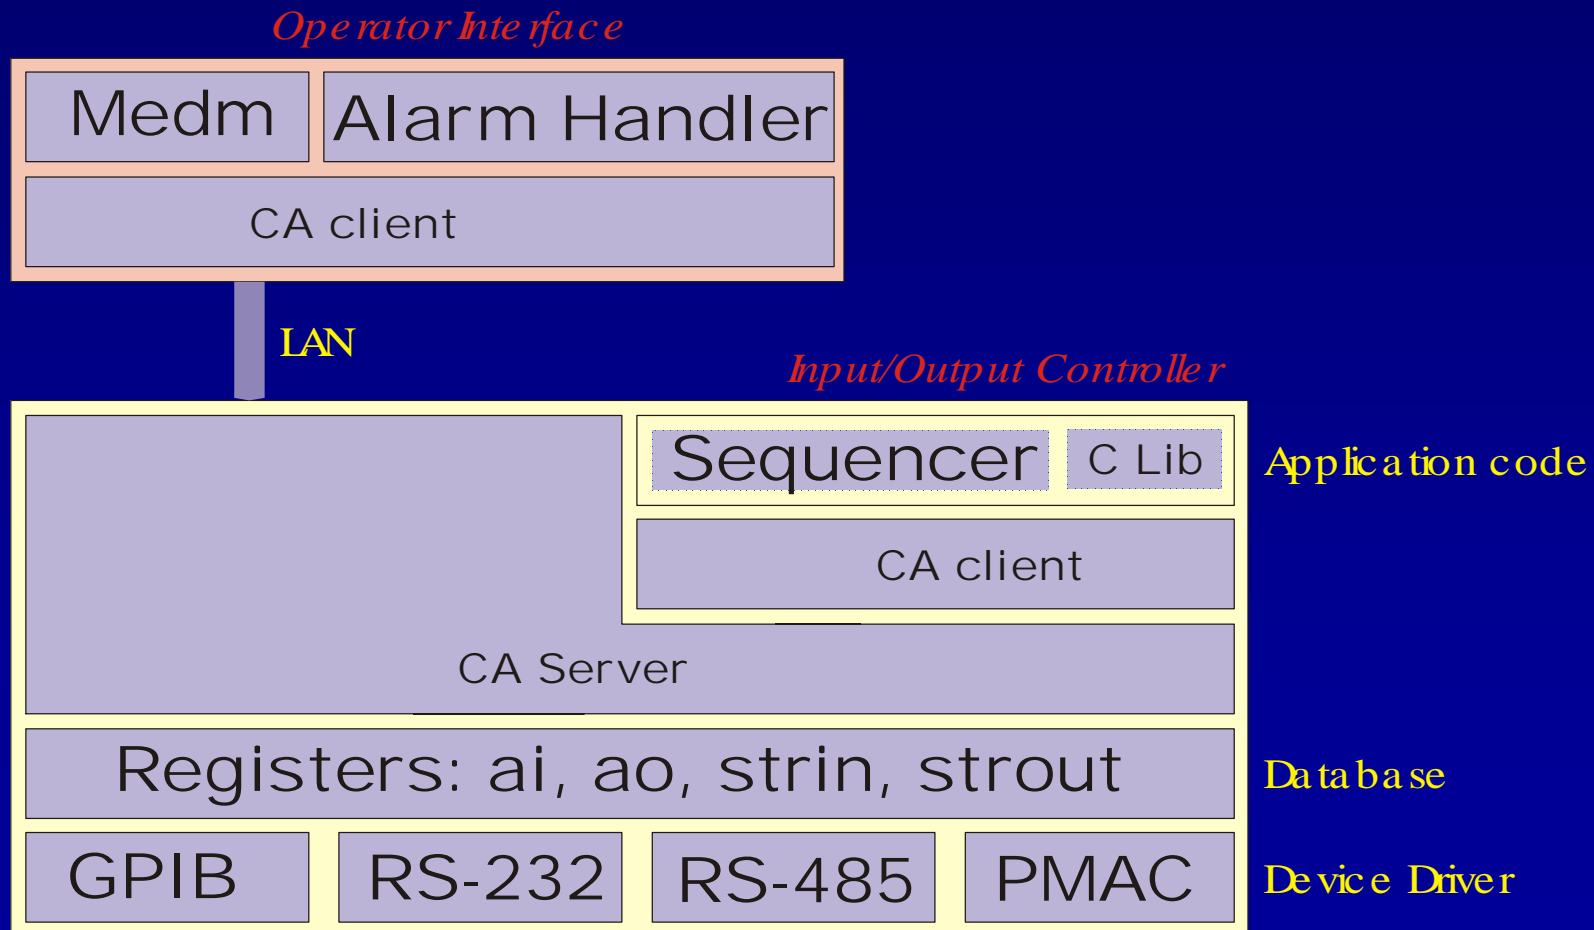 Operator Interface
Medm
Alarm Handler
CA client
LAN
Input/Output Controller
Sequencer
C Lib
Application code
CA client
CA Server
Registers: ai, ao, strin, strout
Database
GPIB
RS-232
RS-485
PMAC
Device Driver